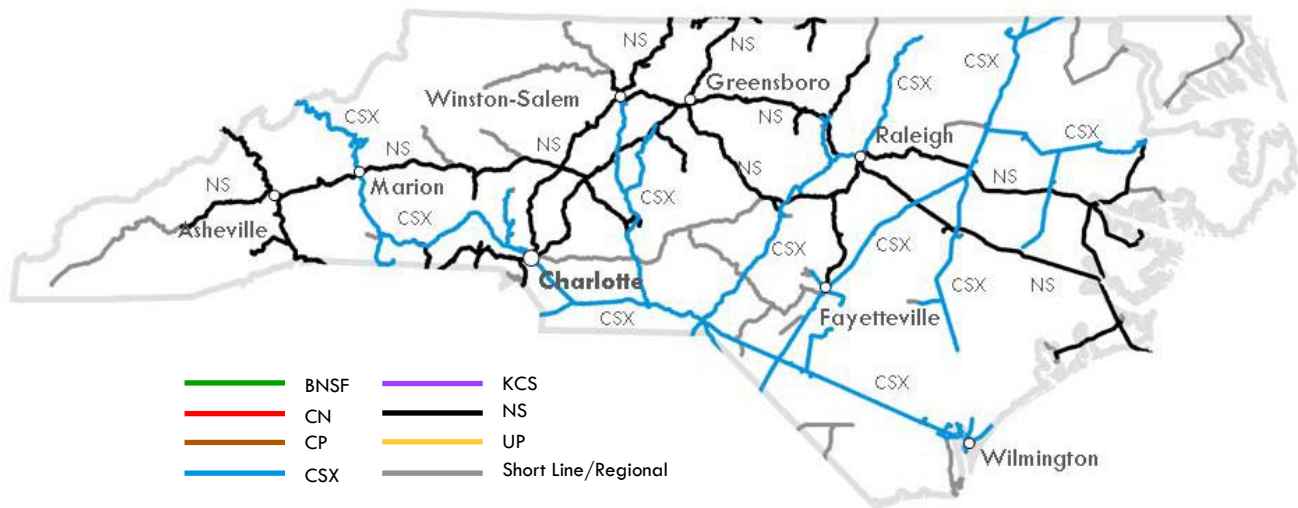 NS
NS
CSX
CSX
Greensboro
Winston-Salem
CSX
NS
CSX
Raleigh
NS
NS
NS
NS
NS
Marion
CSX
Asheville
CSX
CSX
CSX
Charlotte
CSX
NS
Fayetteville
CSX
CSX
Wilmington
BNSF
KCS
CN
NS
CP
UP
CSX
Short Line/Regional